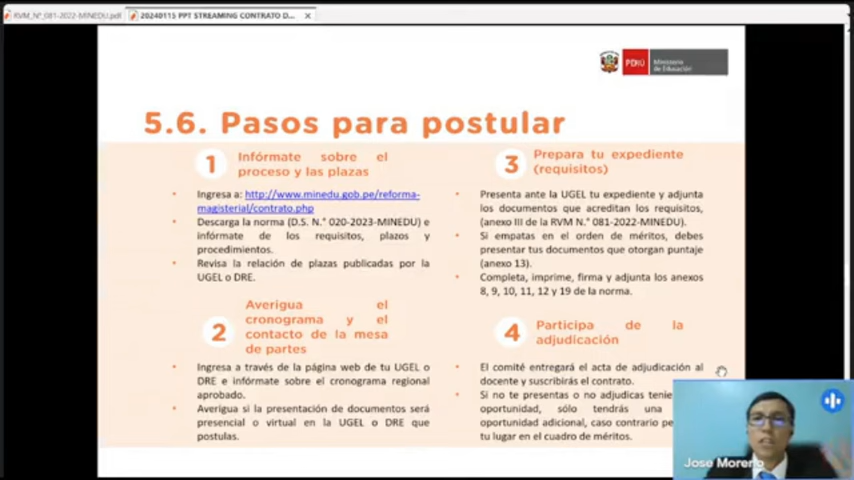 RVM_Nº_081-2022-MINEDU.pdf
20240115 PPT STREAMING CONTRATO D...
PERÚ
Ministerio
de Educación
5.6. Pasos para postular
1
Infórmate sobre el
proceso y las plazas
• Ingresa a: http://www.minedu.gob.pe/reforma-
magisterial/contrato.php
• Descarga la norma (D.S. N.° 020-2023-MINEDU) e
infórmate de los requisitos, plazos y
procedimientos.
• Revisa la relación de plazas publicadas por la
UGEL o DRE.
2
Averigua el
cronograma y el
contacto de la mesa
de partes
• Ingresa a través de la página web de tu UGEL o
DRE e infórmate sobre el cronograma regional
aprobado.
• Averigua si la presentación de documentos será
presencial o virtual en la UGEL o DRE que
postulas.
3
Prepara tu expediente
(requisitos)
• Presenta ante la UGEL tu expediente y adjunta
los documentos que acreditan los requisitos,
(anexo III de la RVM N.° 081-2022-MINEDU).
• Si empatas en el orden de méritos, debes
presentar tus documentos que otorgan puntaje
(anexo 13).
• Completa, imprime, firma y adjunta los anexos
8, 9, 10, 11, 12 y 19 de la norma.
4
Participa de la
adjudicación
• El comité entregará el acta de adjudicación al
docente y suscribirás el contrato.
• Si no te presentas o no adjudicas
oportunidad, sólo tendrás una
oportunidad adicional, caso contrario
tu lugar en el cuadro de méritos.
Jose Moreno